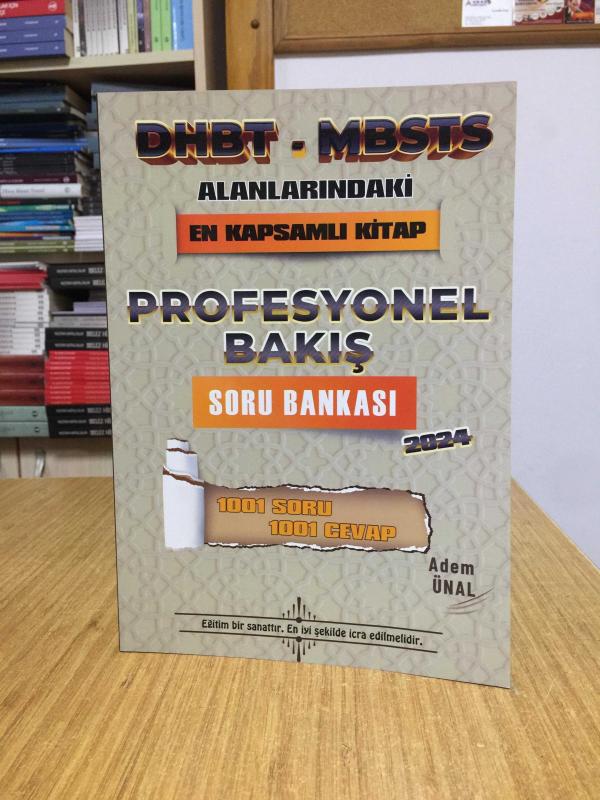 DHBT - MBSTS
ALANLARINDAKİ
EN KAPSAMLI KİTAP
PROFESYONEL
BAKIŞ
SORU BANKASI
2024
1001 SORU
1001 CEVAP
Adem
ÜNAL
Eğitim bir sanattır. En iyi şekilde icra edilmelidir.